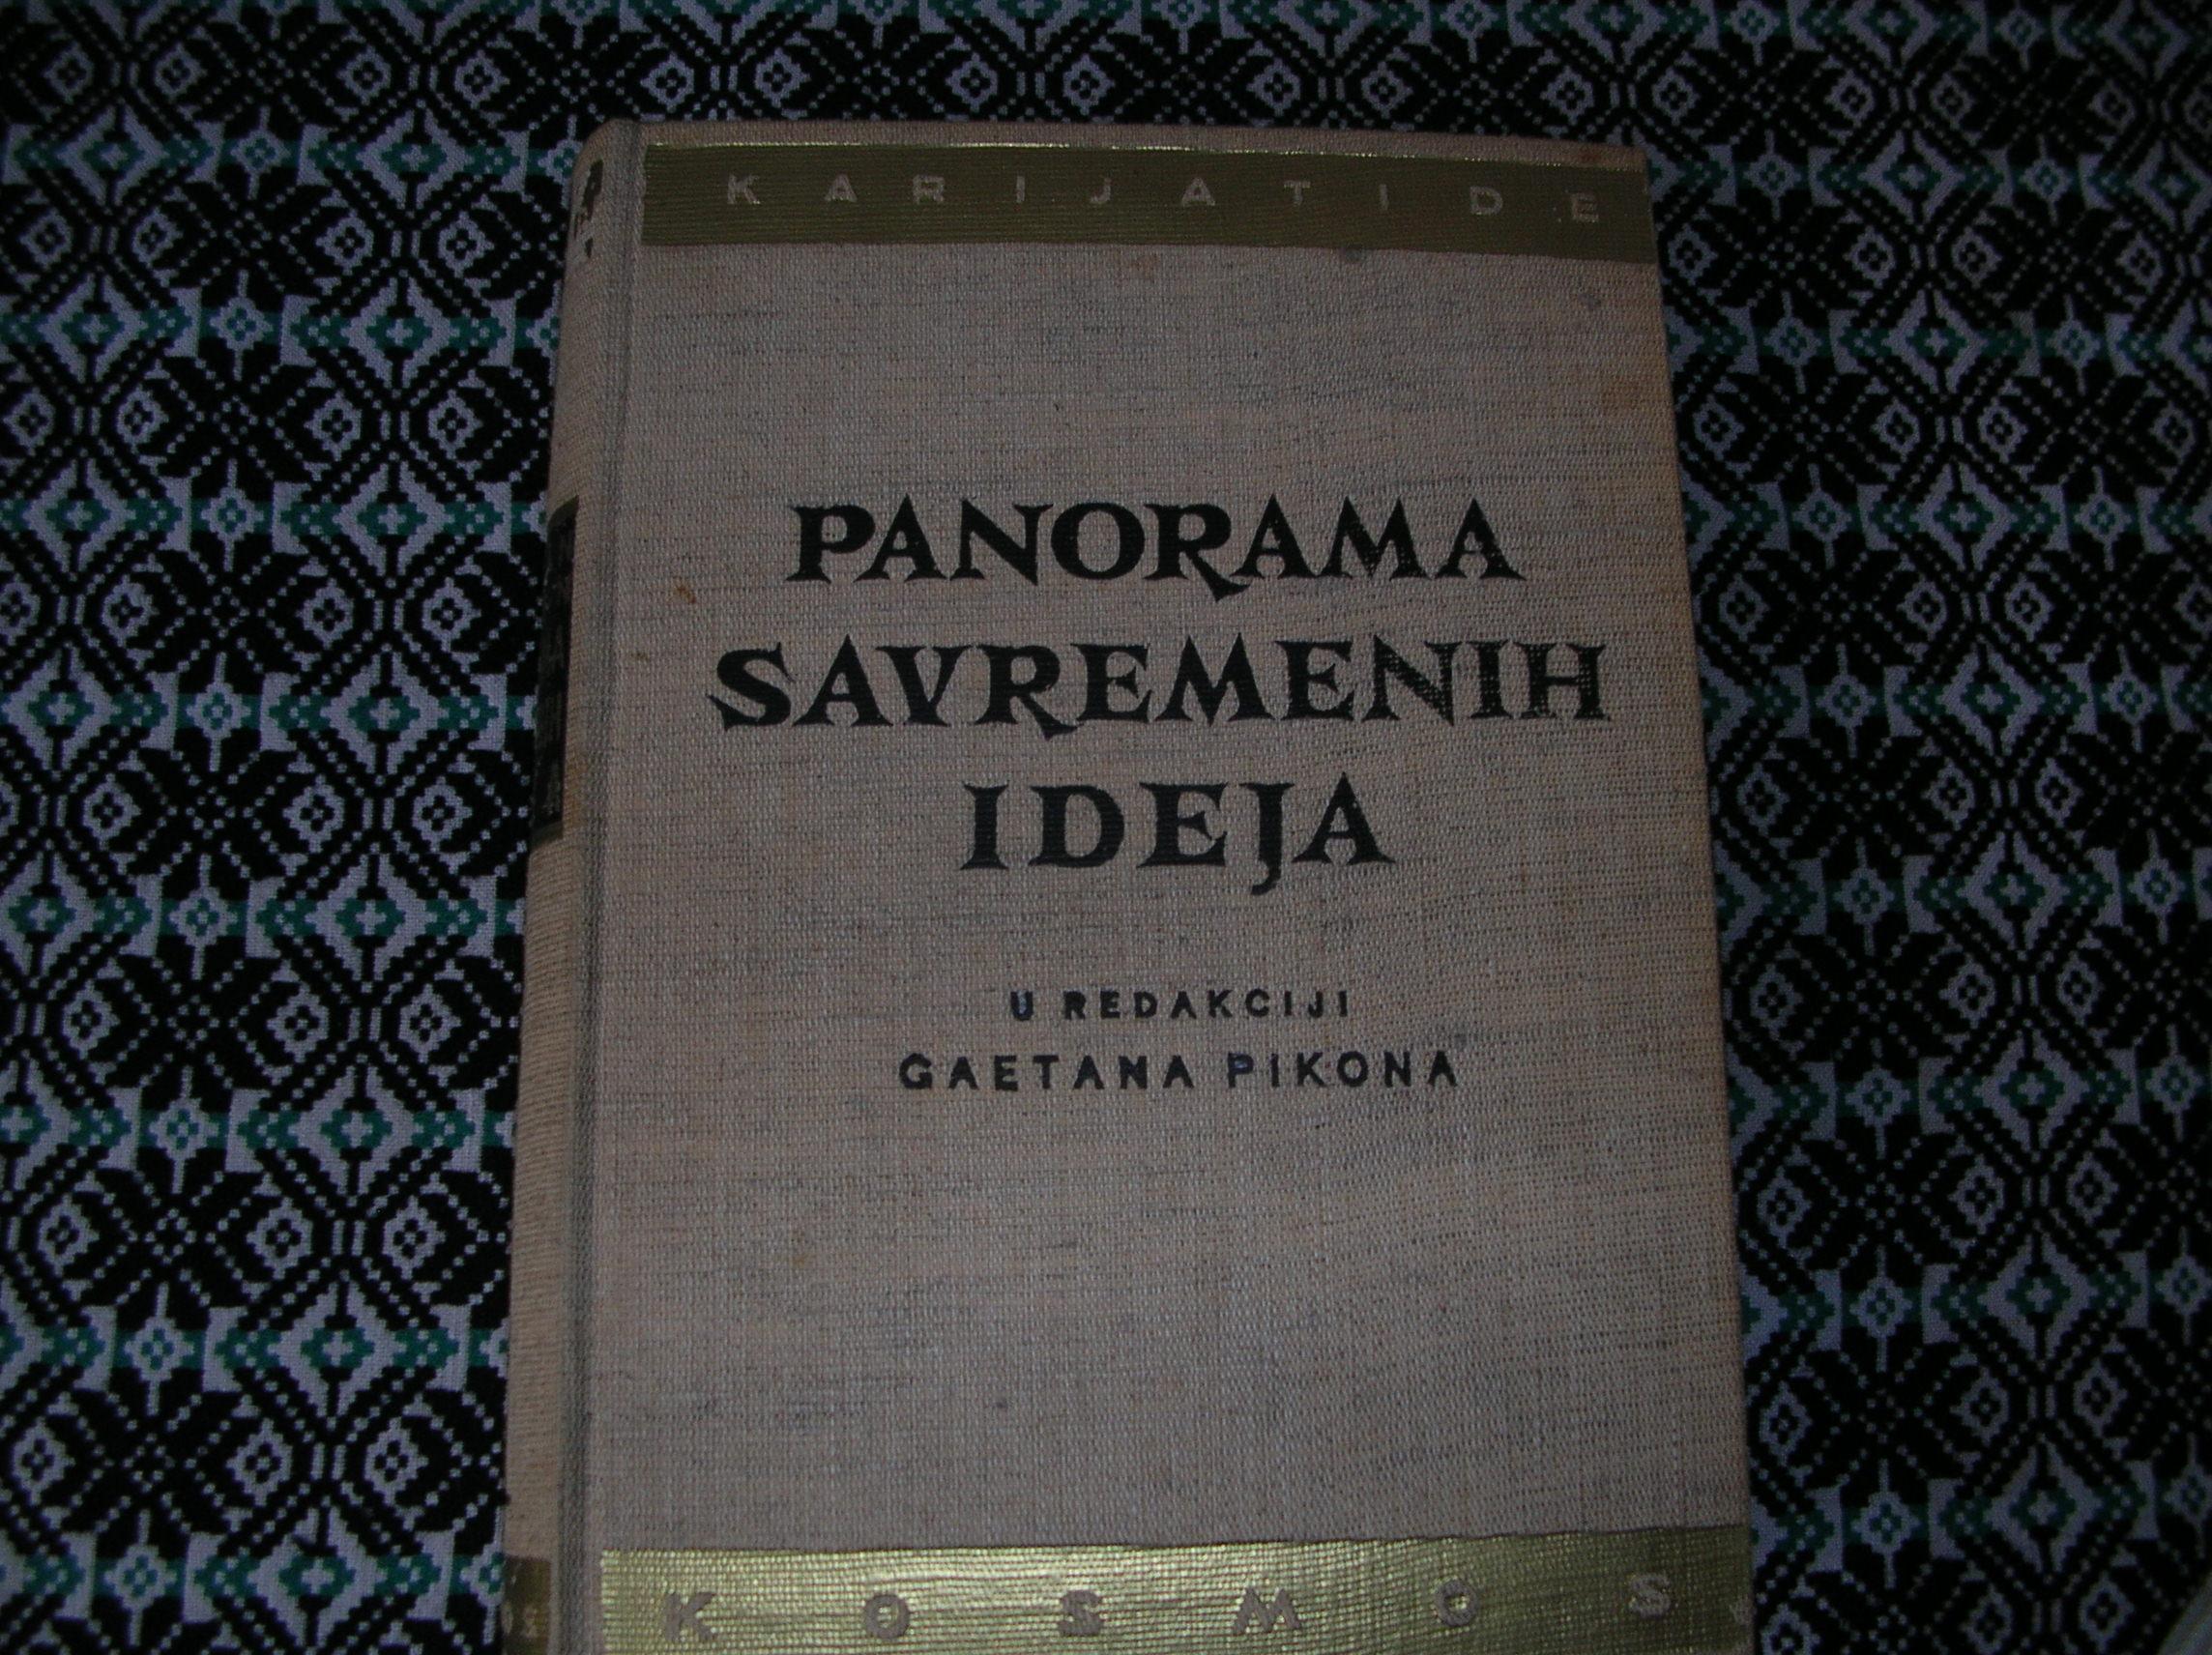 KARIJATIDE
PANORAMA
SAVREMENIH
IDEJA
U REDAKCIJI
GAETANA PIKONA
KOSMOS